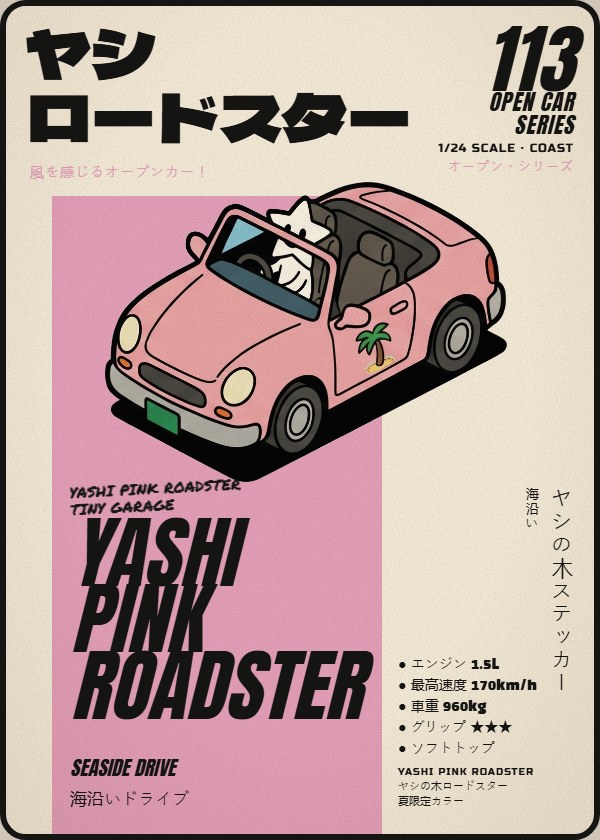 ヤシ
ロードスター
風を感じるオープンカー！
113
OPEN CAR
SERIES
1/24 SCALE · COAST
オープン・シリーズ
YASHI PINK ROADSTER
TINY GARAGE
YASHI
PINK
ROADSTER
SEASIDE DRIVE
海沿いドライブ
ヤシの木ステッカー
海沿い
● エンジン 1.5L
● 最高速度 170km/h
● 車重 960kg
● グリップ ★★★
● ソフトトップ
YASHI PINK ROADSTER
ヤシの木ロードスター
夏限定カラー